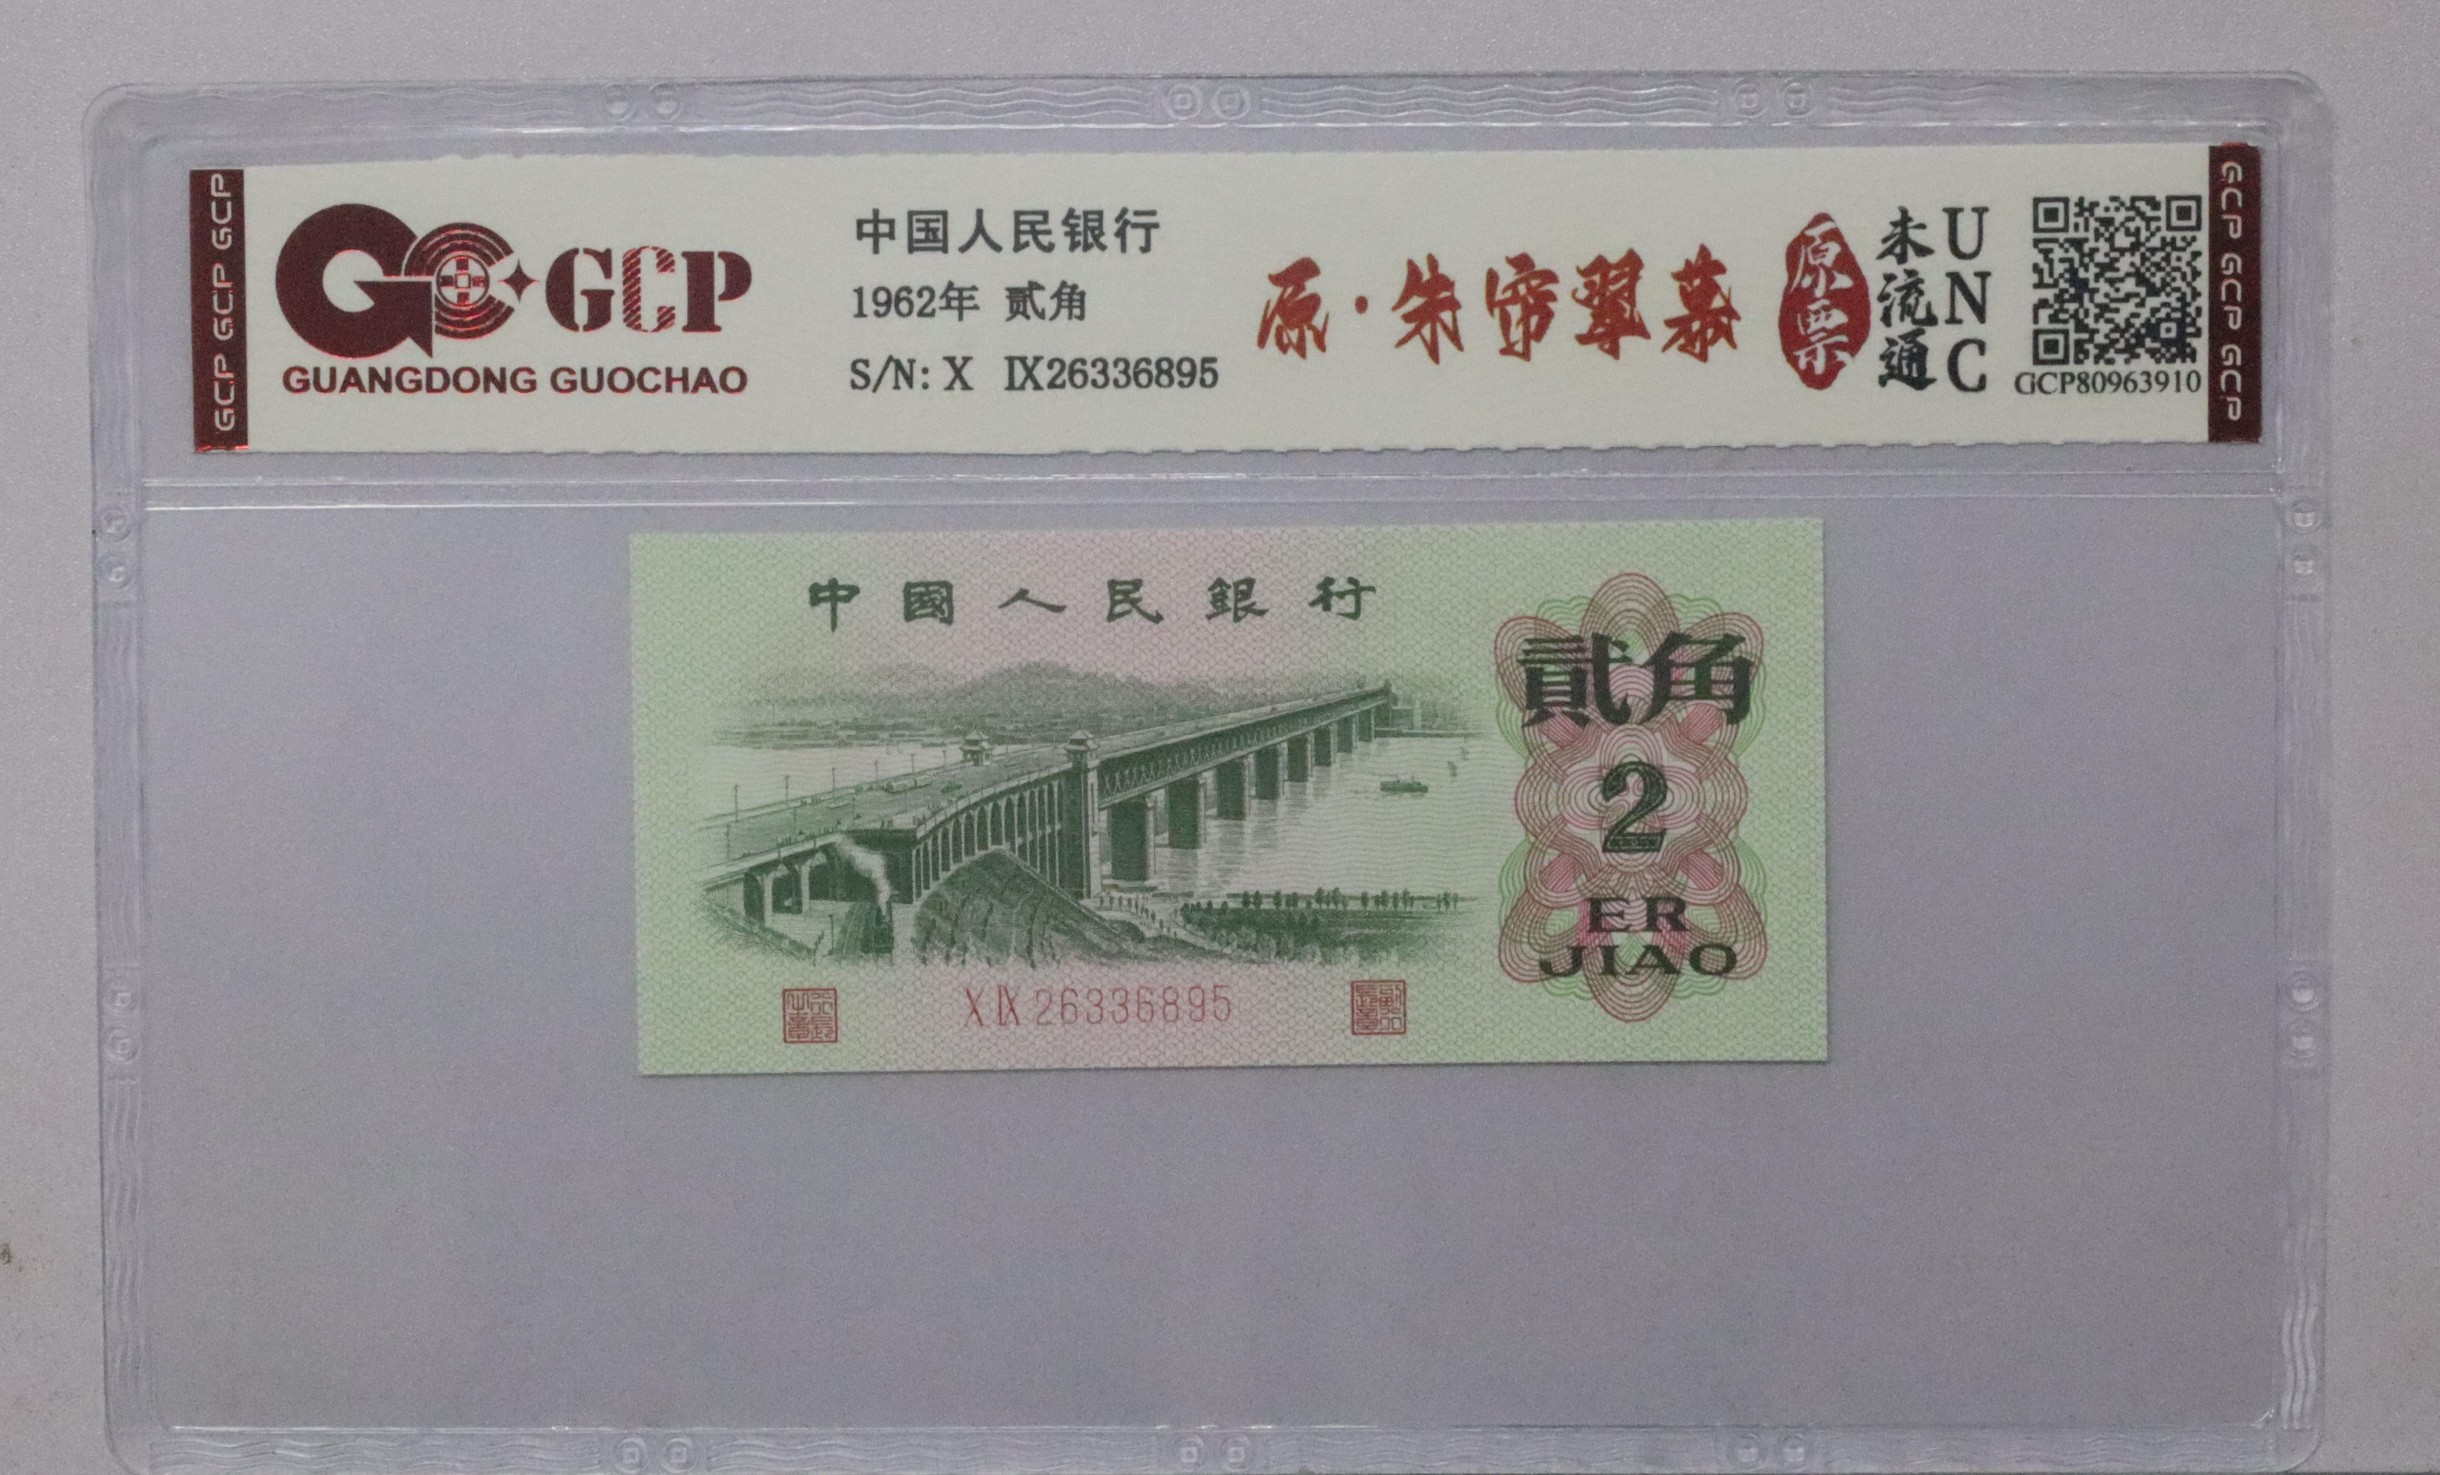 GCP GCP GCP
GCP
GUANGDONG GUOCHAO
中国人民银行
1962年 贰角
S/N: X Ⅸ26336895
原·朱帘翠幕
原票
未流通
UNC
GCP80963910
GCP GCP GCP
中國人民銀行
貳角
2
ER
JIAO
X Ⅸ 26336895